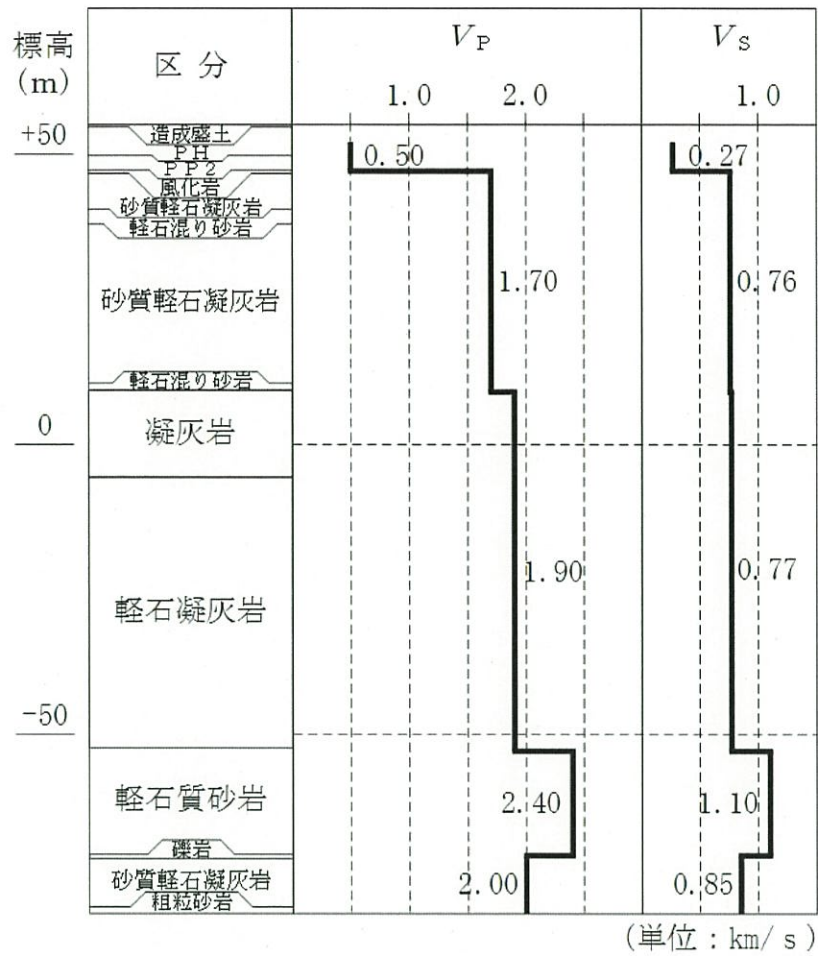 標高
(m)
区分
VP
VS
1.0
2.0
1.0
+50
造成盛土
PH
PP2
風化岩
砂質軽石凝灰岩
軽石混り砂岩
砂質軽石凝灰岩
軽石混り砂岩
0
凝灰岩
軽石凝灰岩
-50
軽石質砂岩
礫岩
砂質軽石凝灰岩
粗粒砂岩
0.50
1.70
1.90
2.40
2.00
0.27
0.76
0.77
1.10
0.85
(単位:km/s)